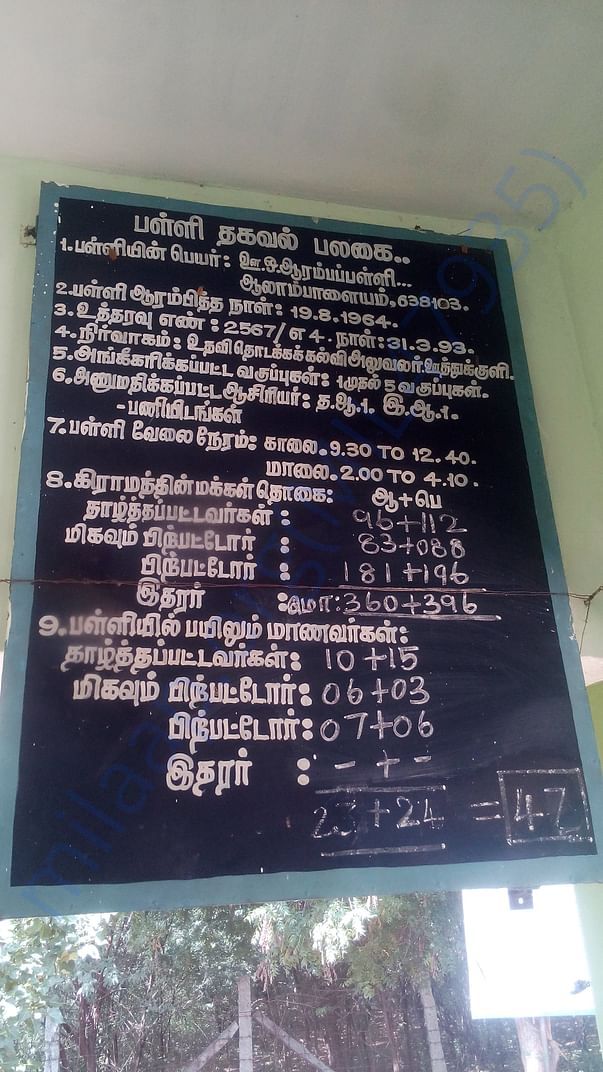 பள்ளி தகவல் பலகை..
1.பள்ளியின் பெயர் : ஊ.ஒ.ஆரம்பப்பள்ளி...
ஆலாம்பாளையம்.638103.
2.பள்ளி ஆரம்பித்த நாள்: 19.8.1964.
3.உத்தரவு எண் : 2567/எ4. நாள்:31.3.93.
4.நிர்வாகம் : உதவி தொடக்கக்கல்வி அலுவலர்.ஊத்துக்குளி.
5.அங்கீகரிக்கப்பட்ட வகுப்புகள்: 1முதல் 5வகுப்புகள்.
6.அனுமதிக்கப்பட்ட ஆசிரியர்: த.ஆ.1. இ.ஆ.1.
-பணியிடங்கள்
7.பள்ளி வேலைநேரம்: காலை.9.30 TO 12.40.
மாலை.2.00 TO 4.10.
8.கிராமத்தின் மக்கள் தொகை: ஆ+பெ
தாழ்த்தப்பட்டவர்கள் : 96+112
மிகவும் பிற்பட்டோர் : 83+088
பிற்பட்டோர் : 181+196
இதரர் :மொ:360+396
9.பள்ளியில் பயிலும் மாணவர்கள்:
தாழ்த்தப்பட்டவர்கள்: 10+15
மிகவும் பிற்பட்டோர்: 06+03
பிற்பட்டோர்: 07+06
இதரர் : - + -
23+24 = 47